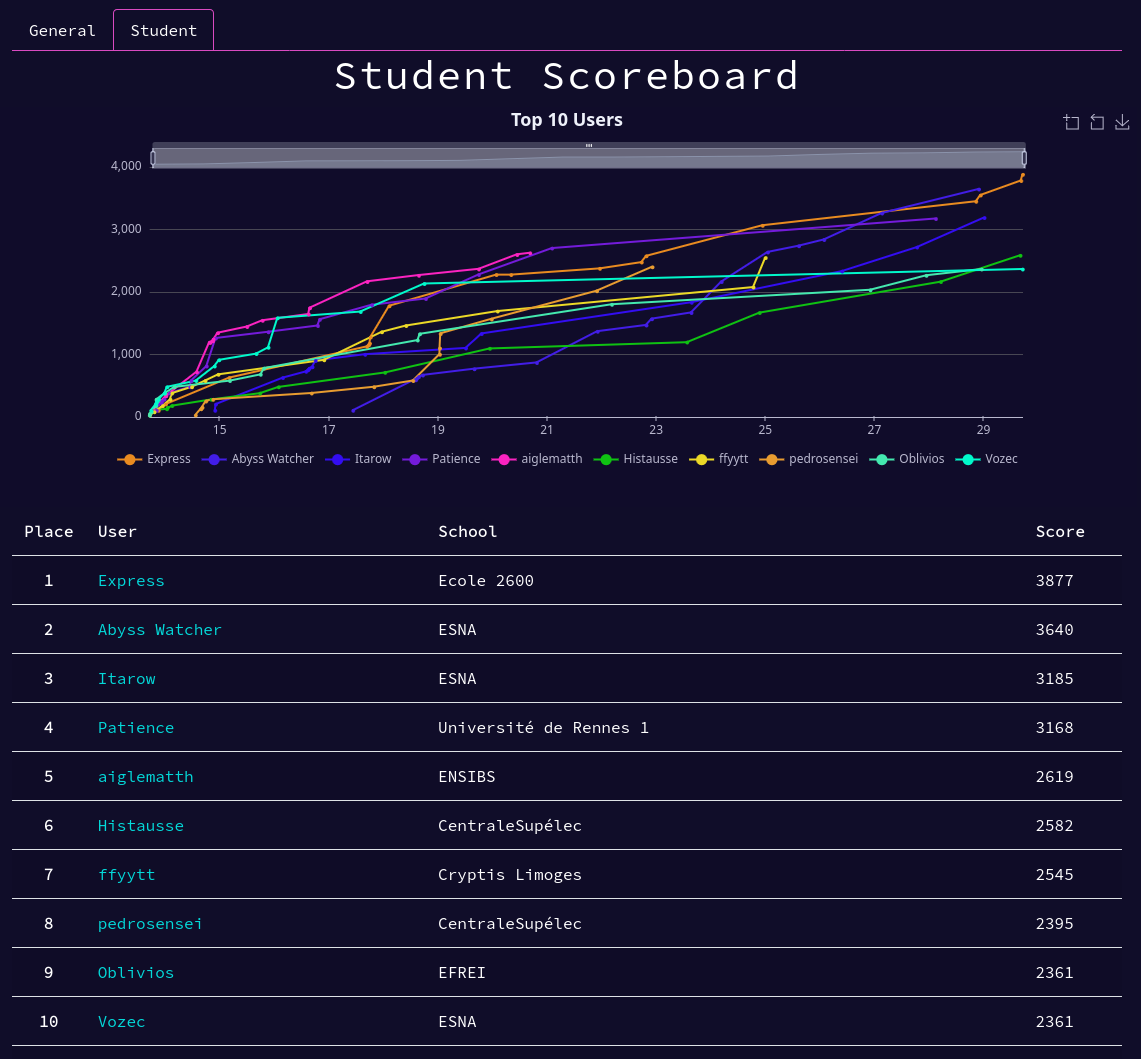 General Student
Student Scoreboard
Top 10 Users
4,000
3,000
2,000
1,000
0
15 17 19 21 23 25 27 29
Express Abyss Watcher Itarow Patience aiglematth Histausse ffyytt pedrosensei Oblivios Vozec
Place User School Score
1 Express Ecole 2600 3877
2 Abyss Watcher ESNA 3640
3 Itarow ESNA 3185
4 Patience Université de Rennes 1 3168
5 aiglematth ENSIBS 2619
6 Histausse CentraleSupélec 2582
7 ffyytt Cryptis Limoges 2545
8 pedrosensei CentraleSupélec 2395
9 Oblivios EFREI 2361
10 Vozec ESNA 2361